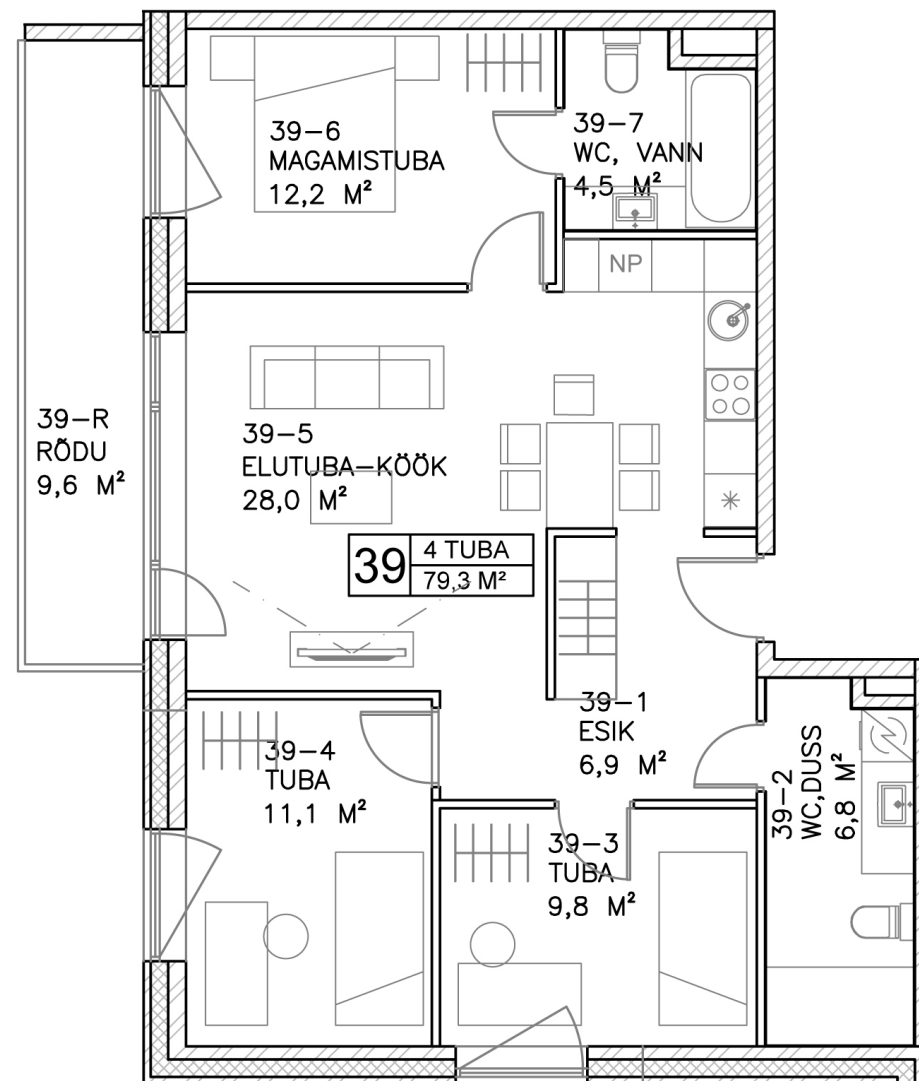 39-6
MAGAMISTUBA
12,2 M²
39-7
WC, VANN
4,5 M²
NP
39-R
RÕDU
9,6 M²
39-5
ELUTUBA-KÖÖK
28,0 M²
39
4 TUBA
79,3 M²
39-1
ESIK
6,9 M²
39-2
WC,DUSS
6,8 M²
39-4
TUBA
11,1 M²
39-3
TUBA
9,8 M²